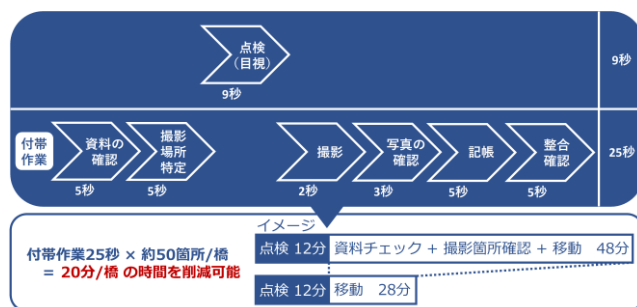 点検
（目視）
9秒
9秒
付帯
作業
資料の
確認
5秒
撮影
場所
特定
5秒
撮影
2秒
写真の
確認
3秒
記帳
5秒
整合
確認
5秒
25秒
イメージ
付帯作業25秒 × 約50箇所/橋
= 20分/橋 の時間を削減可能
点検 12分 資料チェック + 撮影箇所確認 + 移動 48分
点検 12分 移動 28分